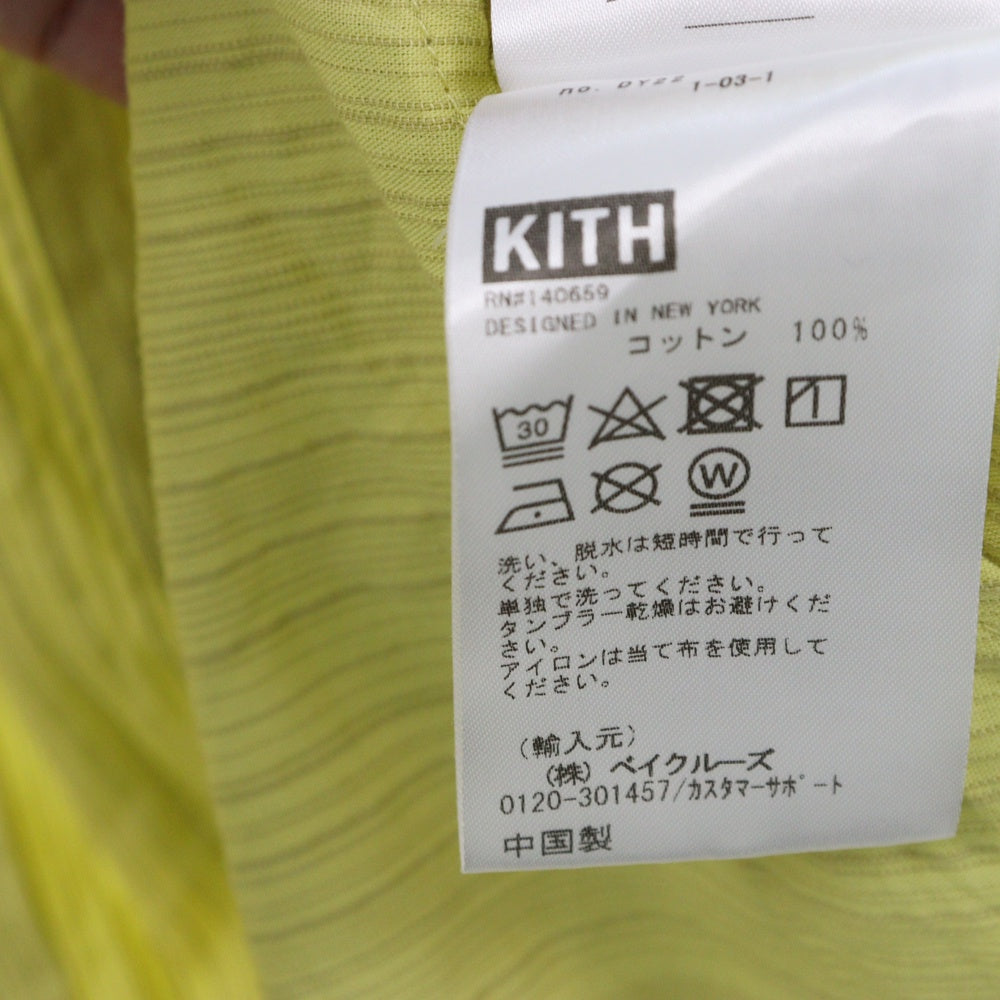 no. DY22 1-03-1
KITH
RN#140659
DESIGNED IN NEW YORK
コットン 100%
30
W
洗い、脱水は短時間で行って
ください。
単独で洗ってください。
タンブラー乾燥はお避けくだ
さい。
アイロンは当て布を使用して
ください。
(輸入元)
(株) ベイクルーズ
0120-301457/カスタマーサポート
中国製